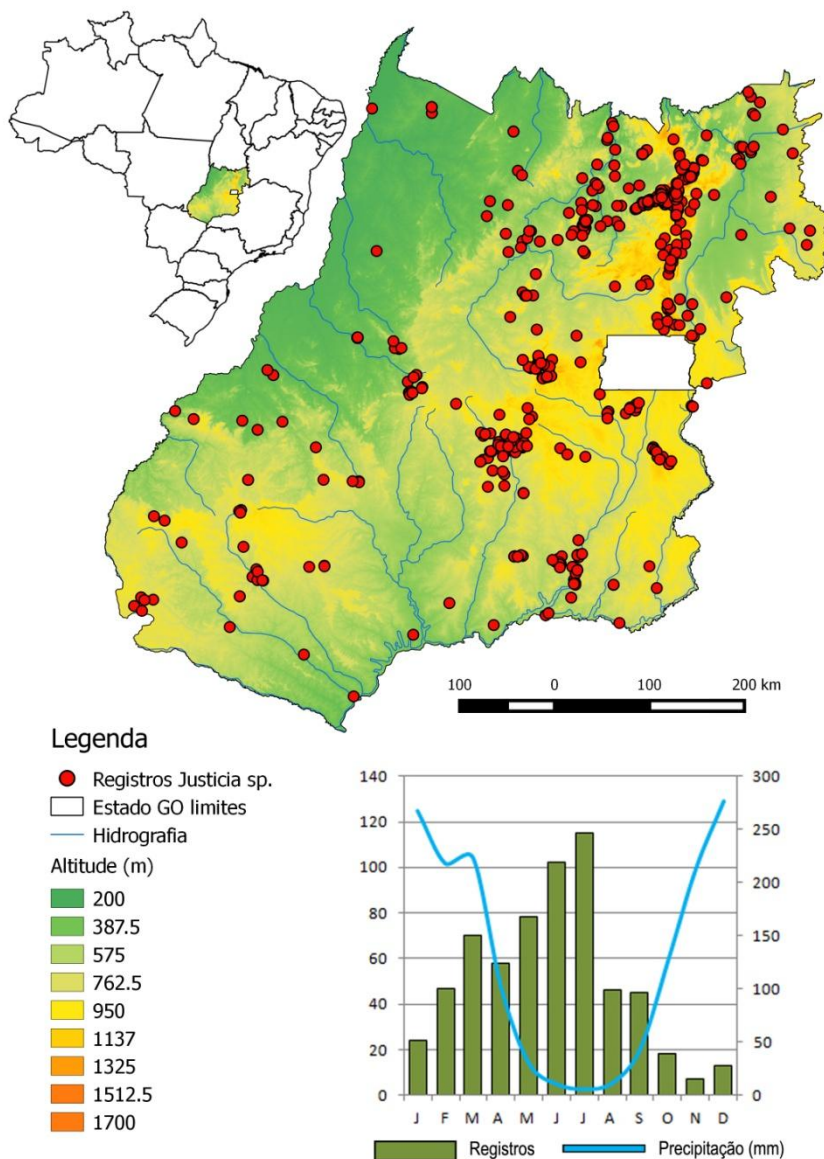 100 0 100 200 km
Legenda
Registros Justicia sp.
Estado GO limites
Hidrografia
Altitude (m)
200
387.5
575
762.5
950
1137
1325
1512.5
1700
140 300
120 250
100 200
80
60 150
40 100
20 50
0 0
J F M A M J J A S O N D
Registros Precipitação (mm)